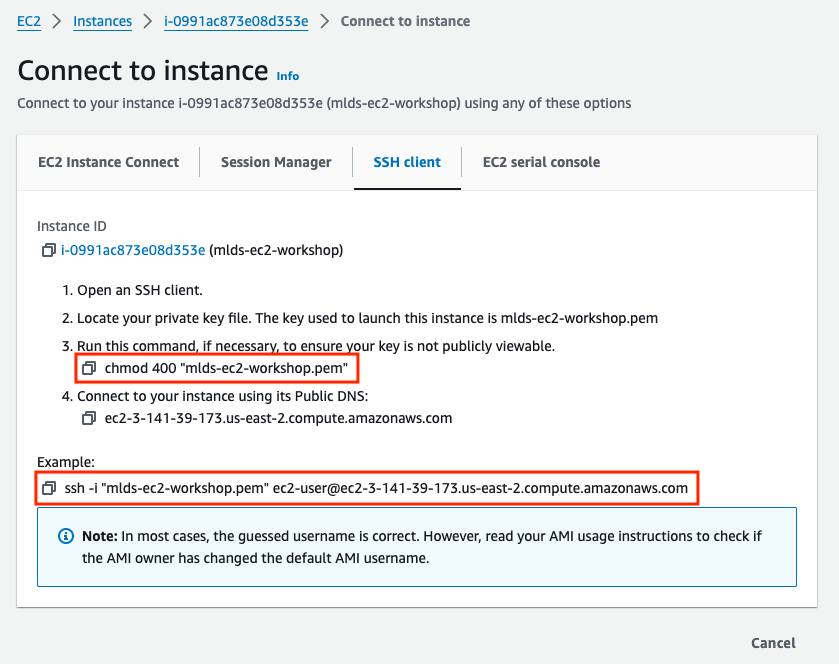 EC2 > Instances > i-0991ac873e08d353e > Connect to instance
Connect to instance Info
Connect to your instance i-0991ac873e08d353e (mlds-ec2-workshop) using any of these options
EC2 Instance Connect
Session Manager
SSH client
EC2 serial console
Instance ID
i-0991ac873e08d353e (mlds-ec2-workshop)
1. Open an SSH client.
2. Locate your private key file. The key used to launch this instance is mlds-ec2-workshop.pem
3. Run this command, if necessary, to ensure your key is not publicly viewable.
chmod 400 "mlds-ec2-workshop.pem"
4. Connect to your instance using its Public DNS:
ec2-3-141-39-173.us-east-2.compute.amazonaws.com
Example:
ssh -i "mlds-ec2-workshop.pem" ec2-user@ec2-3-141-39-173.us-east-2.compute.amazonaws.com
Note: In most cases, the guessed username is correct. However, read your AMI usage instructions to check if
the AMI owner has changed the default AMI username.
Cancel